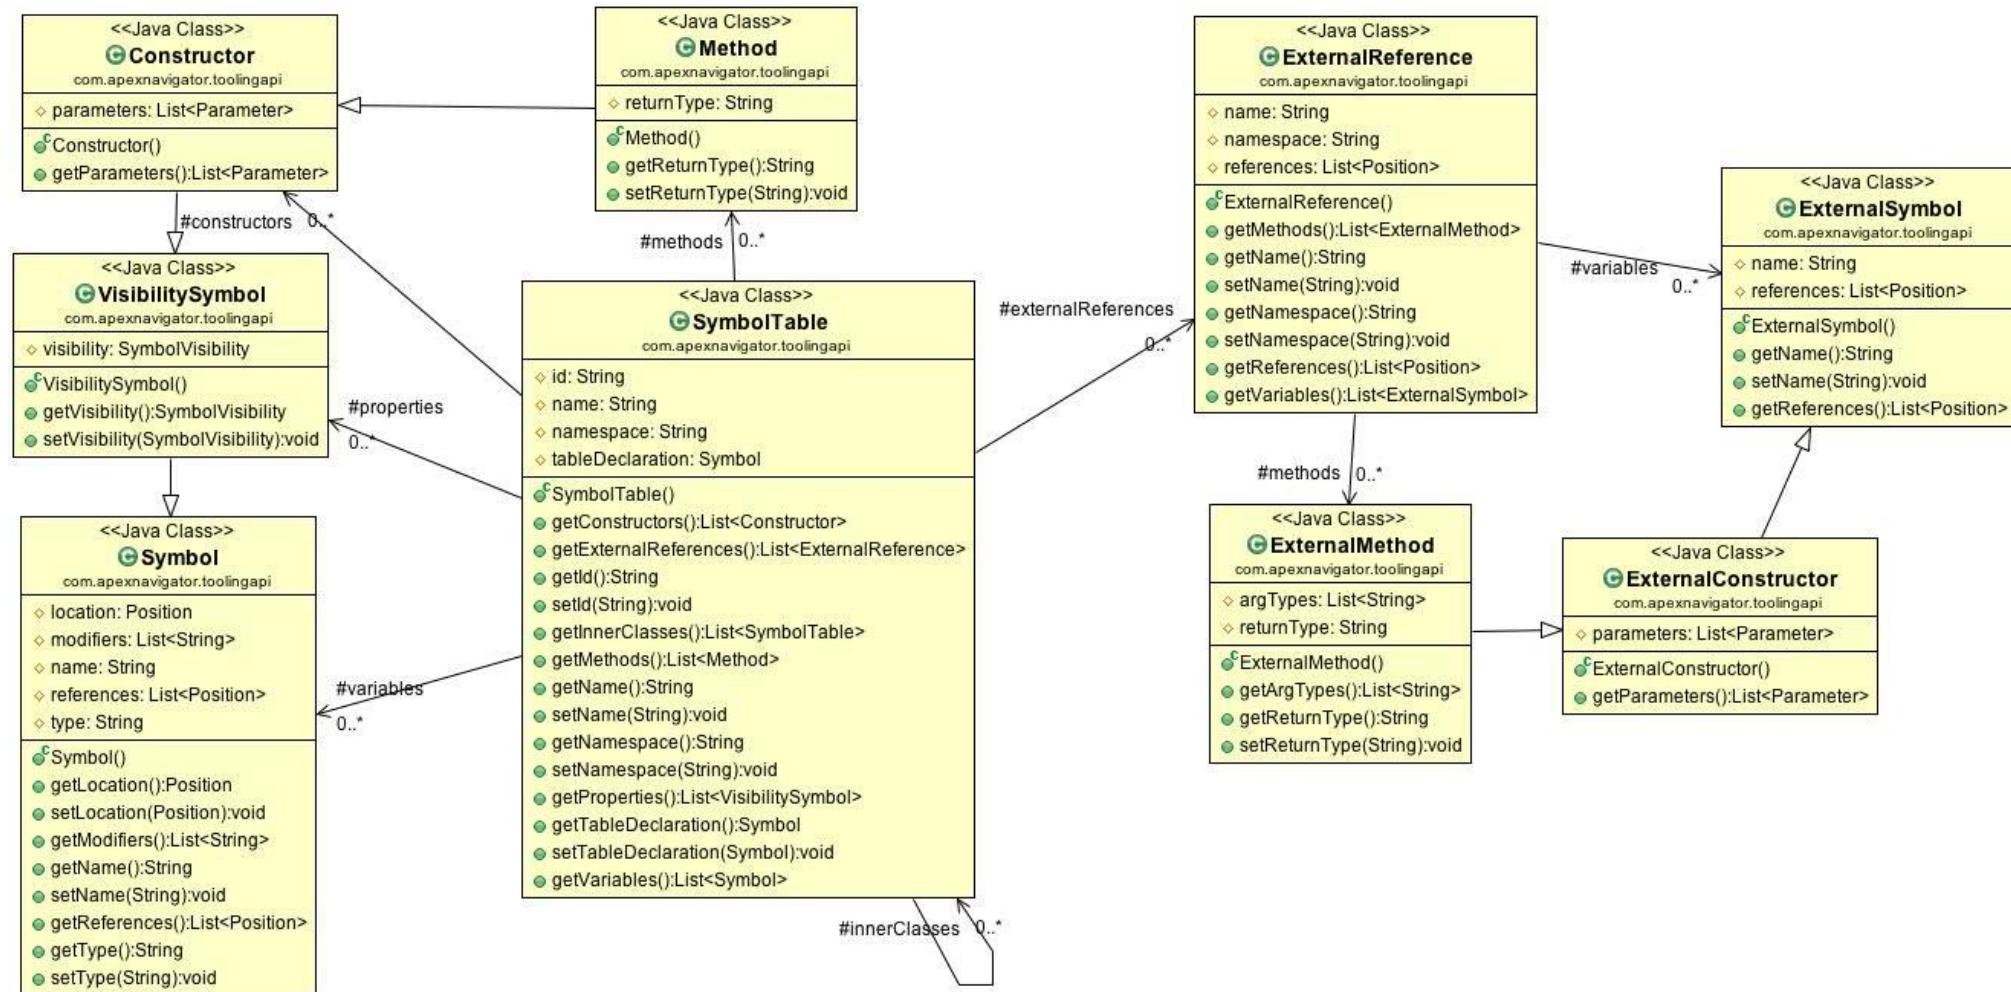 <<Java Class>>
Constructor
com.apexnavigator.toolingapi
parameters: List<Parameter>
Constructor()
getParameters():List<Parameter>
<<Java Class>>
Method
com.apexnavigator.toolingapi
returnType: String
Method()
getReturnType():String
setReturnType(String):void
#constructors
0..*
#methods
0..*
<<Java Class>>
VisibilitySymbol
com.apexnavigator.toolingapi
visibility: SymbolVisibility
VisibilitySymbol()
getVisibility():SymbolVisibility
setVisibility(SymbolVisibility):void
#properties
0..*
<<Java Class>>
Symbol
com.apexnavigator.toolingapi
location: Position
modifiers: List<String>
name: String
references: List<Position>
type: String
Symbol()
getLocation():Position
setLocation(Position):void
getModifiers():List<String>
getName():String
setName(String):void
getReferences():List<Position>
getType():String
setType(String):void
#variables
0..*
<<Java Class>>
SymbolTable
com.apexnavigator.toolingapi
id: String
name: String
namespace: String
tableDeclaration: Symbol
SymbolTable()
getConstructors():List<Constructor>
getExternalReferences():List<ExternalReference>
getId():String
setId(String):void
getInnerClasses():List<SymbolTable>
getMethods():List<Method>
getName():String
setName(String):void
getNamespace():String
setNamespace(String):void
getProperties():List<VisibilitySymbol>
getTableDeclaration():Symbol
setTableDeclaration(Symbol):void
getVariables():List<Symbol>
#innerClasses
0..*
#externalReferences
0..*
<<Java Class>>
ExternalReference
com.apexnavigator.toolingapi
name: String
namespace: String
references: List<Position>
ExternalReference()
getMethods():List<ExternalMethod>
getName():String
setName(String):void
getNamespace():String
setNamespace(String):void
getReferences():List<Position>
getVariables():List<ExternalSymbol>
#variables
0..*
<<Java Class>>
ExternalSymbol
com.apexnavigator.toolingapi
name: String
references: List<Position>
ExternalSymbol()
getName():String
setName(String):void
getReferences():List<Position>
#methods
0..*
<<Java Class>>
ExternalMethod
com.apexnavigator.toolingapi
argTypes: List<String>
returnType: String
ExternalMethod()
getArgTypes():List<String>
getReturnType():String
setReturnType(String):void
<<Java Class>>
ExternalConstructor
com.apexnavigator.toolingapi
parameters: List<Parameter>
ExternalConstructor()
getParameters():List<Parameter>